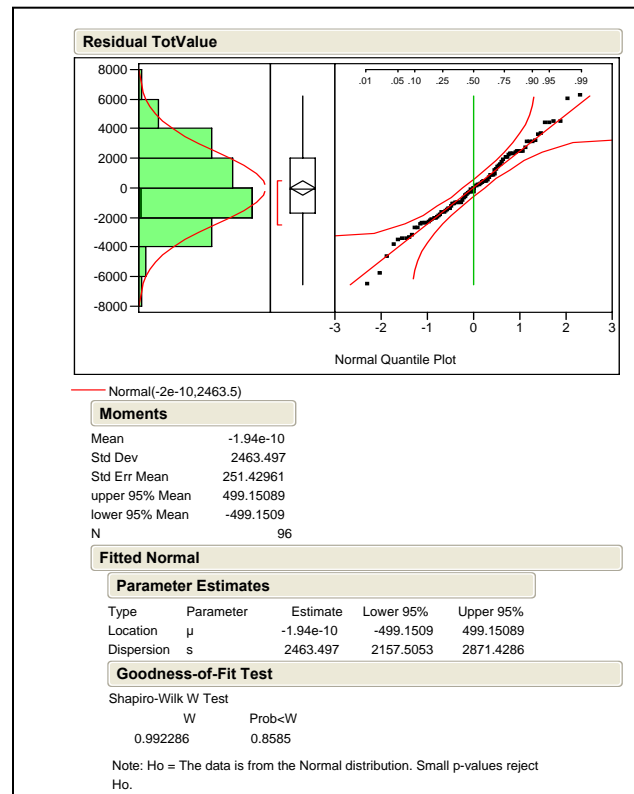 Residual TotValue
8000
6000
4000
2000
0
-2000
-4000
-6000
-8000
.01 .05 .10 .25 .50 .75 .90 .95 .99
-3 -2 -1 0 1 2 3
Normal Quantile Plot
Normal(-2e-10,2463.5)
Moments
Mean -1.94e-10
Std Dev 2463.497
Std Err Mean 251.42961
upper 95% Mean 499.15089
lower 95% Mean -499.1509
N 96
Fitted Normal
Parameter Estimates
Type Parameter Estimate Lower 95% Upper 95%
Location µ -1.94e-10 -499.1509 499.15089
Dispersion s 2463.497 2157.5053 2871.4286
Goodness-of-Fit Test
Shapiro-Wilk W Test
W Prob<W
0.992286 0.8585
Note: Ho = The data is from the Normal distribution. Small p-values reject
Ho.